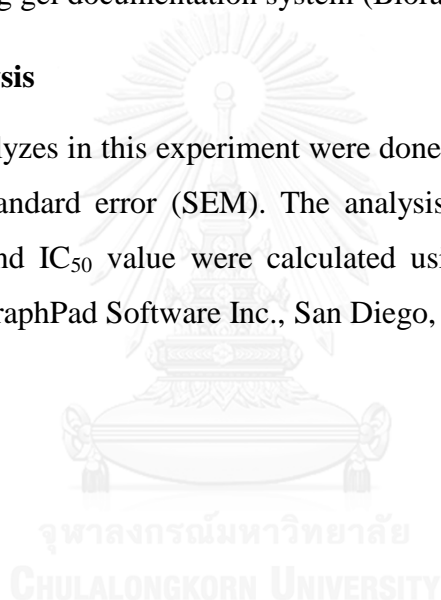 g gel documentation system
sis
lyzes in this experiment were done
andard error (SEM). The analysis
nd IC₅₀ value were calculated usi
raphPad Software Inc., San Diego,
จุฬาลงกรณ์มหาวิทยาลัย
CHULALONGKORN UNIVERSITY